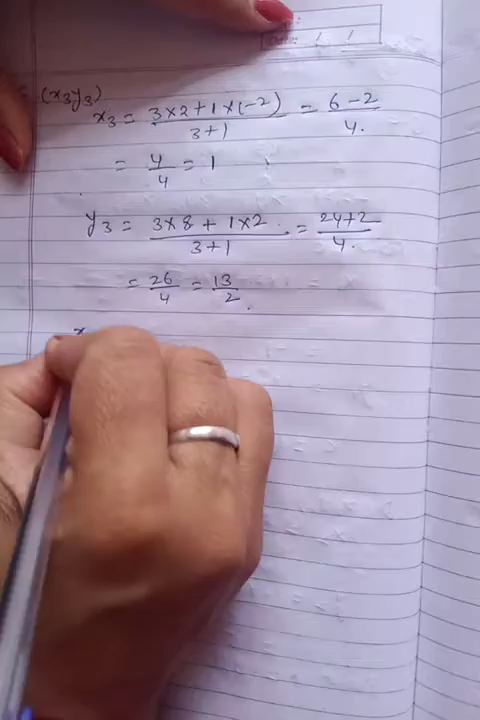 (x₃y₃)
x₃ = (3×2+1×(-2))/(3+1) = (6-2)/4.
= 4/4 = 1
y₃ = (3×8 + 1×2)/(3+1) = (24+2)/4.
= 26/4 = 13/2.
x